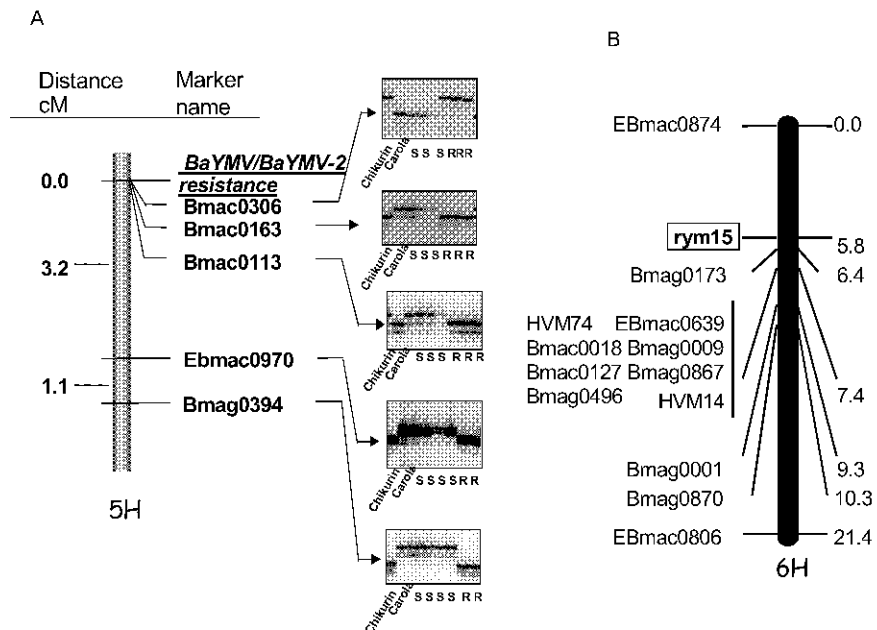 A
Distance
cM
Marker
name
0.0
3.2
1.1
5H
BaYMV/BaYMV-2
resistance
Bmac0306
Bmac0163
Bmac0113
Ebmac0970
Bmag0394
Chikurin Carola S S S R R R
Chikurin Carola S S S R R R
Chikurin Carola S S S R R R
Chikurin Carola S S S S R R
Chikurin Carola S S S S R R
B
EBmac0874 0.0
rym15 5.8
Bmag0173 6.4
HVM74 EBmac0639
Bmac0018 Bmag0009
Bmac0127 Bmag0867
Bmag0496 HVM14
7.4
Bmag0001 9.3
Bmag0870 10.3
EBmac0806 21.4
6H